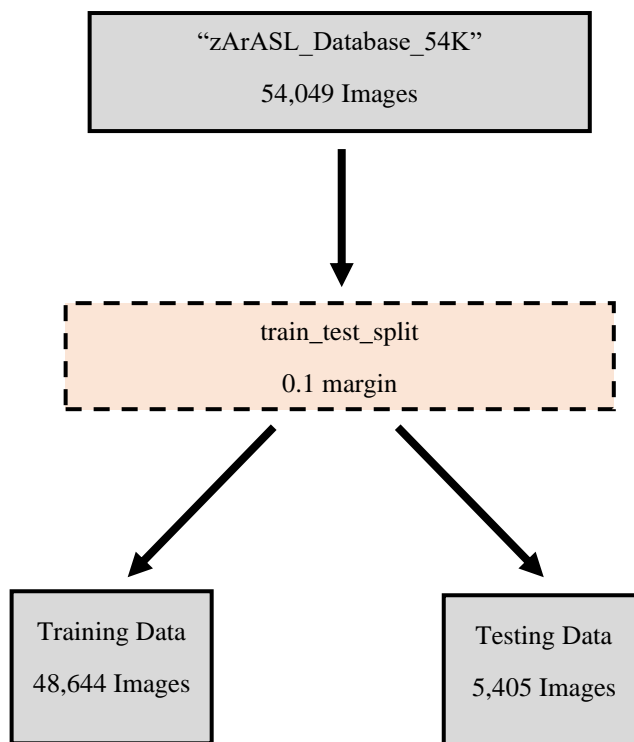 “zArASL_Database_54K”
54,049 Images
train_test_split
0.1 margin
Training Data
48,644 Images
Testing Data
5,405 Images